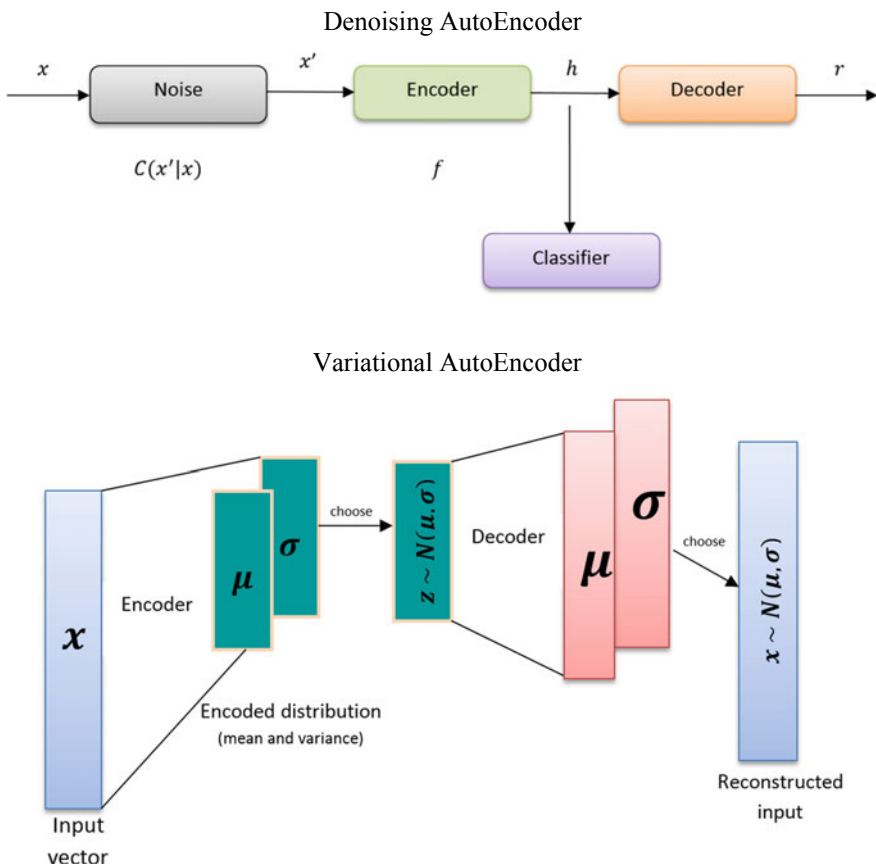 Denoising AutoEncoder
x
Noise
x′
Encoder
h
Decoder
r
C(x′|x)
f
Classifier
Variational AutoEncoder
x
Encoder
μ
σ
choose
z ~ N(μ, σ)
Decoder
μ
σ
choose
x ~ N(μ, σ)
Encoded distribution
(mean and variance)
Input
vector
Reconstructed
input